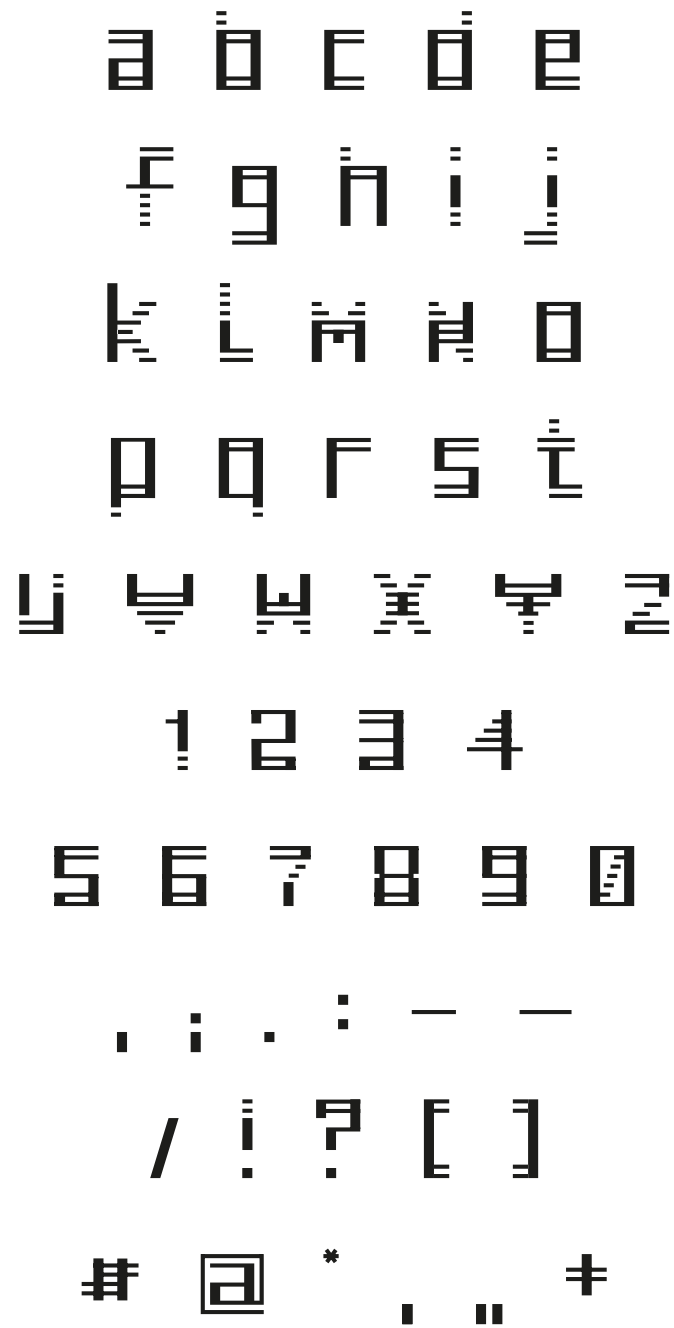 a b c d e
f g h i j
k l m n o
p q r s t
y v w x y z
1 2 3 4
5 6 7 8 9 0
, ; . : – —
/ ! ? [ ]
# @ * ‚ „ +